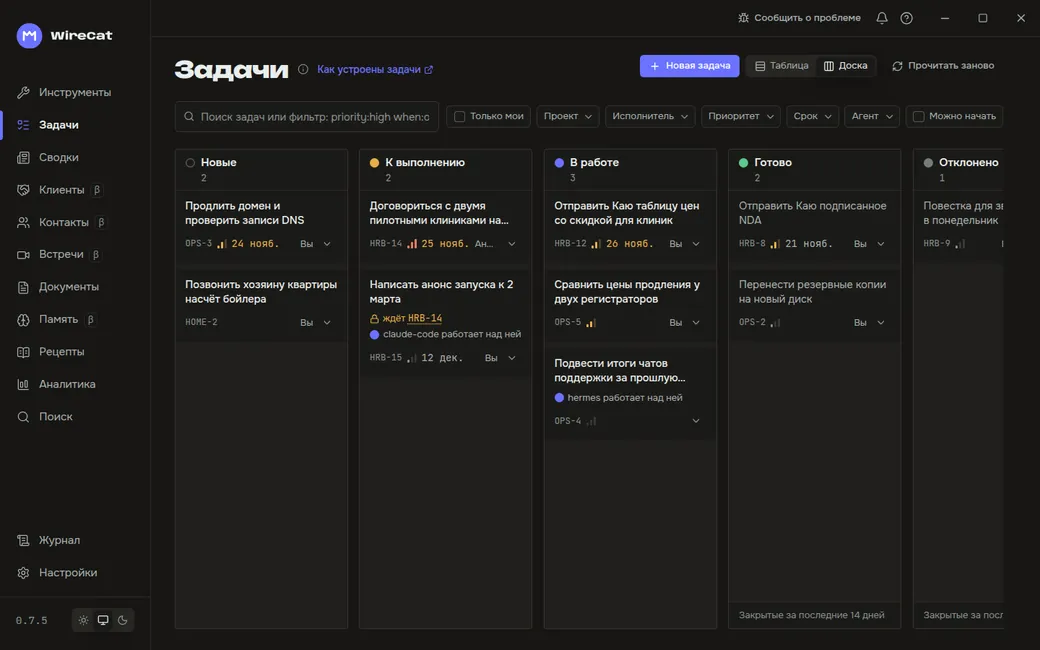 WireCat
Сообщить о проблеме
Инструменты
Задачи
Сводки
Клиенты β
Контакты β
Встречи β
Документы
Память β
Рецепты
Аналитика
Поиск
Журнал
Настройки
0.7.5
Задачи
Как устроены задачи
Новая задача
Таблица
Доска
Прочитать заново
Поиск задач или фильтр: priority:high when:o
Только мои
Проект
Исполнитель
Приоритет
Срок
Агент
Можно начать
Новые
2
Продлить домен и
проверить записи DNS
OPS-3 24 нояб. Вы
Позвонить хозяину квартиры
насчёт бойлера
HOME-2 Вы
К выполнению
2
Договориться с двумя
пилотными клиниками на...
HRB-14 25 нояб. Ан...
Написать анонс запуска к 2
марта
ждёт HRB-14
claude-code работает над ней
HRB-15 12 дек. Вы
В работе
3
Отправить Каю таблицу цен
со скидкой для клиник
HRB-12 26 нояб. Вы
Сравнить цены продления у
двух регистраторов
OPS-5 Вы
Подвести итоги чатов
поддержки за прошлую...
hermes работает над ней
OPS-4
Готово
2
Отправить Каю подписанное
NDA
HRB-8 21 нояб. Вы
Перенести резервные копии
на новый диск
OPS-2 Вы
Закрытые за последние 14 дней
Отклонено
1
Повестка для зв
в понедельник
HRB-9
Закрытые за посл